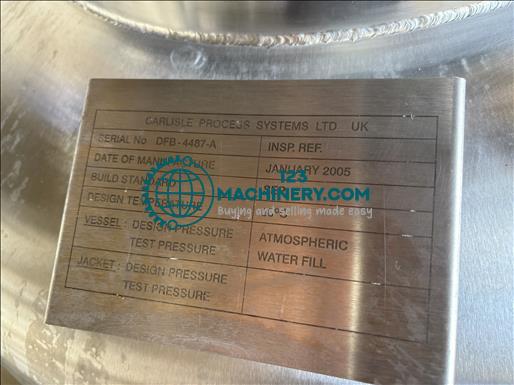 CARLISLE PROCESS SYSTEMS LTD UK
SERIAL No DFB-4487-A INSP. REF.
DATE OF MANUFACTURE JANUARY 2005
BUILD STANDARD
123
MACHINERY.COM
DESIGN TEMPERATURE
Buying and selling made easy
VESSEL: DESIGN PRESSURE ATMOSPHERIC
TEST PRESSURE WATER FILL
JACKET: DESIGN PRESSURE
TEST PRESSURE